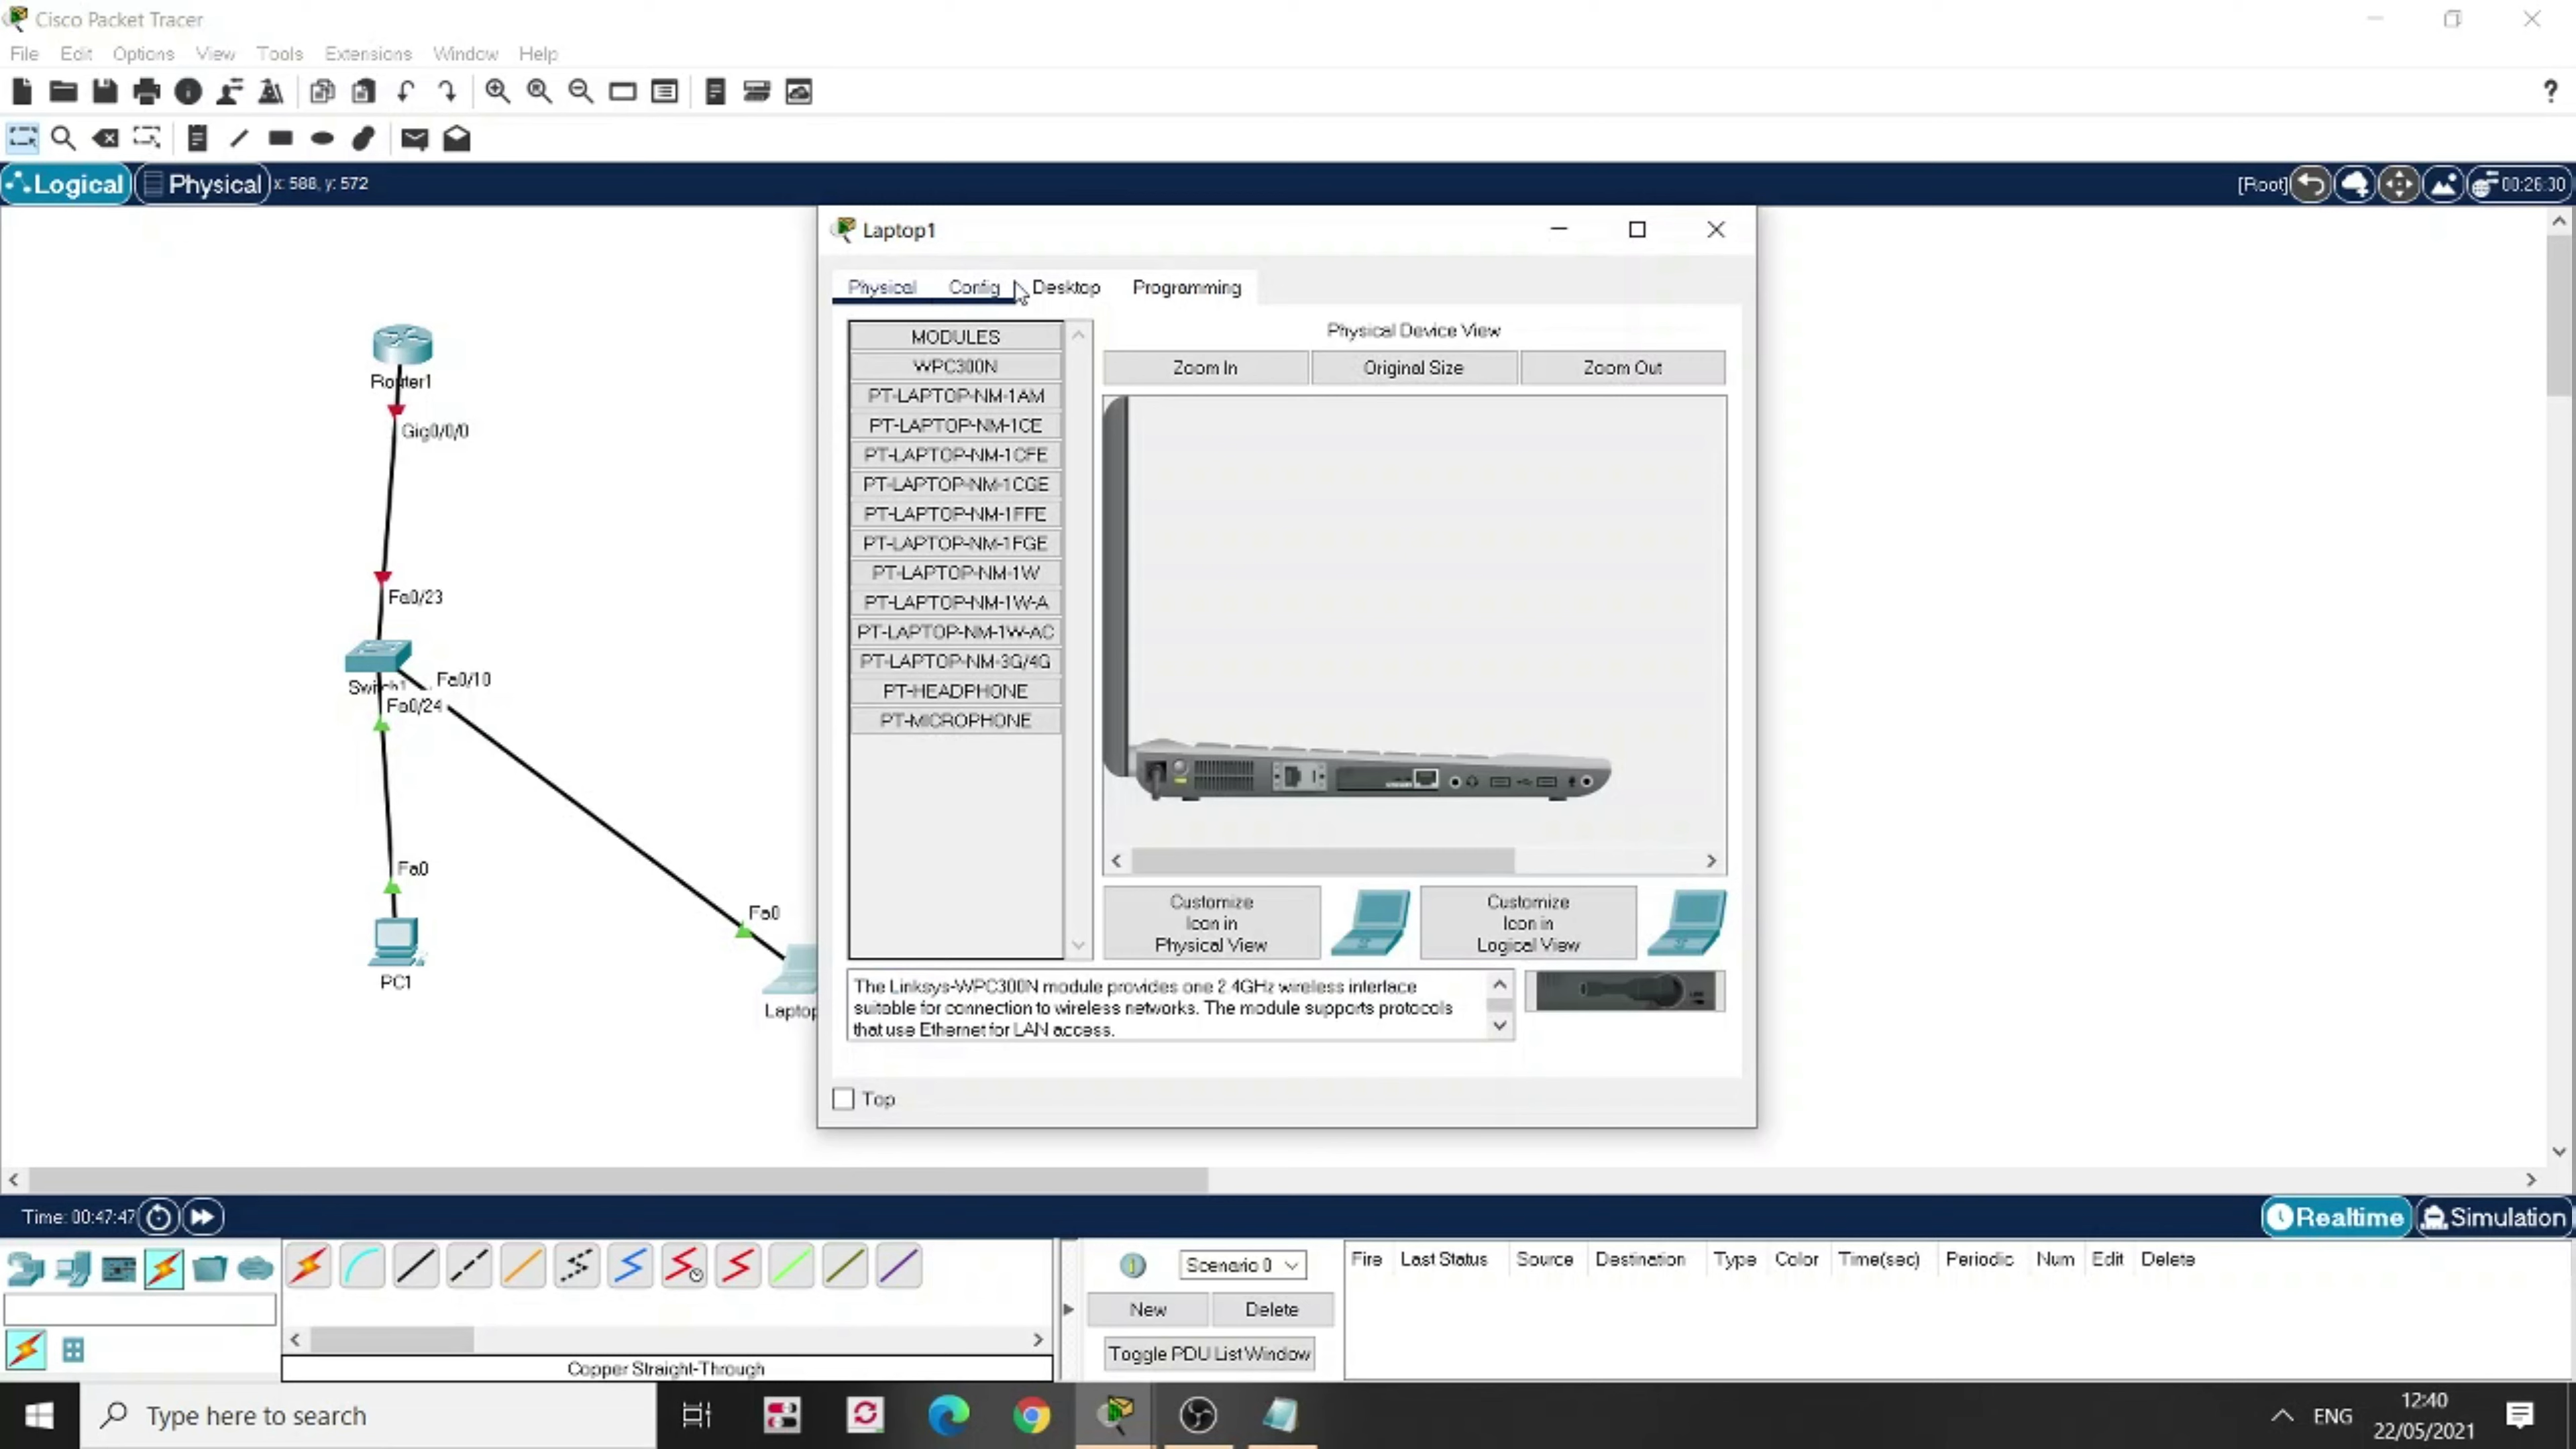 Cisco Packet Tracer
File Edit Options View Tools Extensions Window Help
?
Logical Physical x: 588, y: 572 [Root] 00:26:30
Laptop1
Physical Config Desktop Programming
MODULES
WPC300N
PT-LAPTOP-NM-1AM
PT-LAPTOP-NM-1CE
PT-LAPTOP-NM-1CFE
PT-LAPTOP-NM-1CGE
PT-LAPTOP-NM-1FFE
PT-LAPTOP-NM-1FGE
PT-LAPTOP-NM-1W
PT-LAPTOP-NM-1W-A
PT-LAPTOP-NM-1W-AC
PT-LAPTOP-NM-3G/4G
PT-HEADPHONE
PT-MICROPHONE
Physical Device View
Zoom In Original Size Zoom Out
Customize
Icon in
Physical View
Customize
Icon in
Logical View
The Linksys-WPC300N module provides one 2.4GHz wireless interface
suitable for connection to wireless networks. The module supports protocols
that use Ethernet for LAN access.
Top
Router1
Gig0/0/0
Fa0/23
Switch1
Fa0/10
Fa0/24
Fa0
PC1
Fa0
Laptop
Time: 00:47:47 Realtime Simulation
Scenario 0
New Delete
Toggle PDU List Window
Fire Last Status Source Destination Type Color Time(sec) Periodic Num Edit Delete
Copper Straight-Through
Type here to search
ENG
12:40
22/05/2021